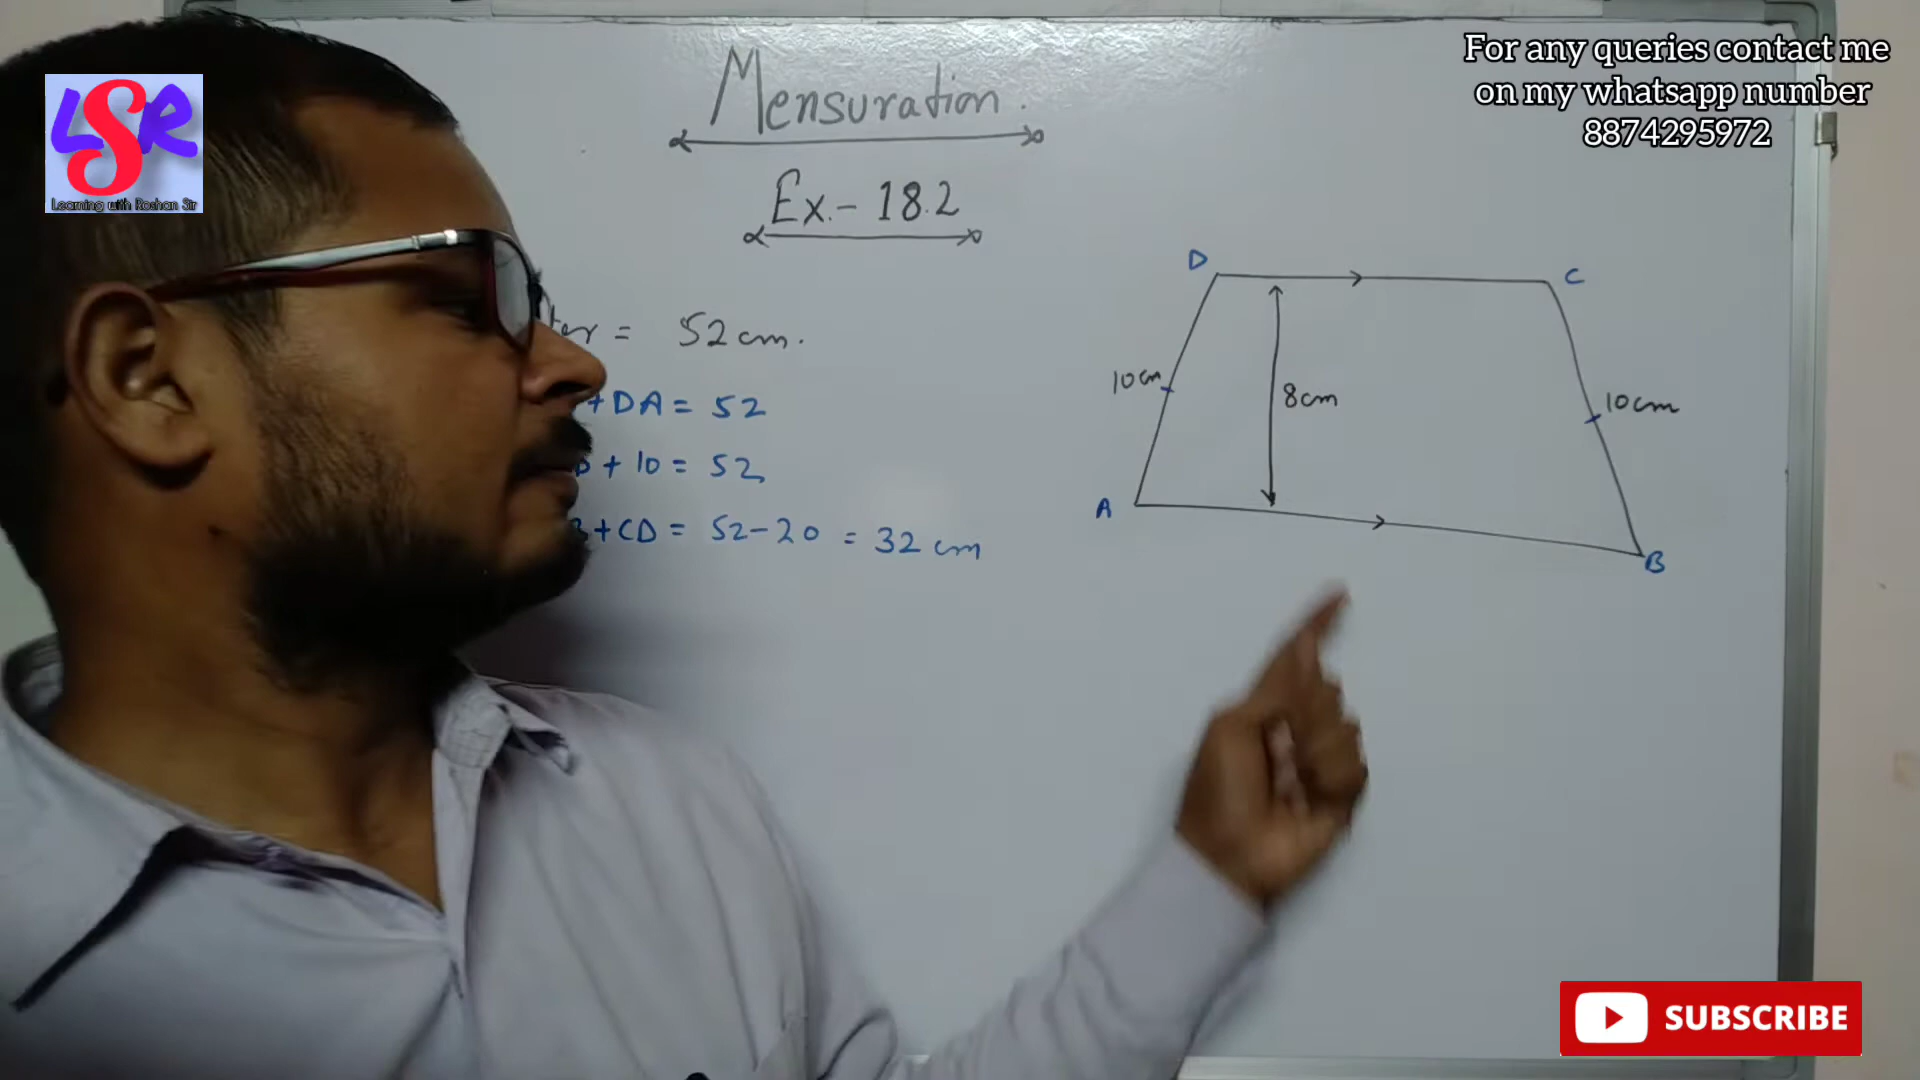 For any queries contact me
on my whatsapp number
8874295972
LSR
Learning with Roshan Sir
Mensuration.
Ex.- 18.2
= 52 cm.
+DA = 52
+ 10 = 52
+CD = 52-20 = 32 cm
D
C
10cm
8cm
10cm
A
B
SUBSCRIBE